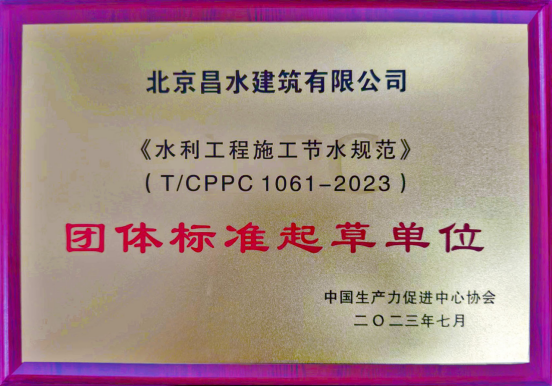 北京昌水建筑有限公司
《水利工程施工节水规范》
(T/CPPC 1061-2023)
团体标准起草单位
中国生产力促进中心协会
二〇二三年七月